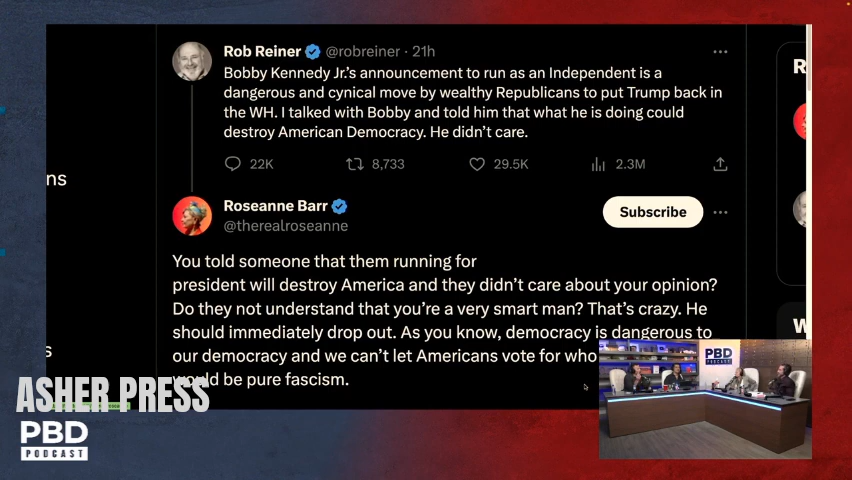 Rob Reiner @robreiner · 21h
Bobby Kennedy Jr.'s announcement to run as an Independent is a
dangerous and cynical move by wealthy Republicans to put Trump back in
the WH. I talked with Bobby and told him that what he is doing could
destroy American Democracy. He didn't care.
22K 8,733 29.5K 2.3M
R
ns
Roseanne Barr
Subscribe
@therealroseanne
You told someone that them running for
president will destroy America and they didn't care about your opinion?
Do they not understand that you're a very smart man? That's crazy. He
should immediately drop out. As you know, democracy is dangerous to
our democracy and we can't let Americans vote for who
would be pure fascism.
W
s
ASHER PRESS
PBD
PODCAST
PBD
PODCAST